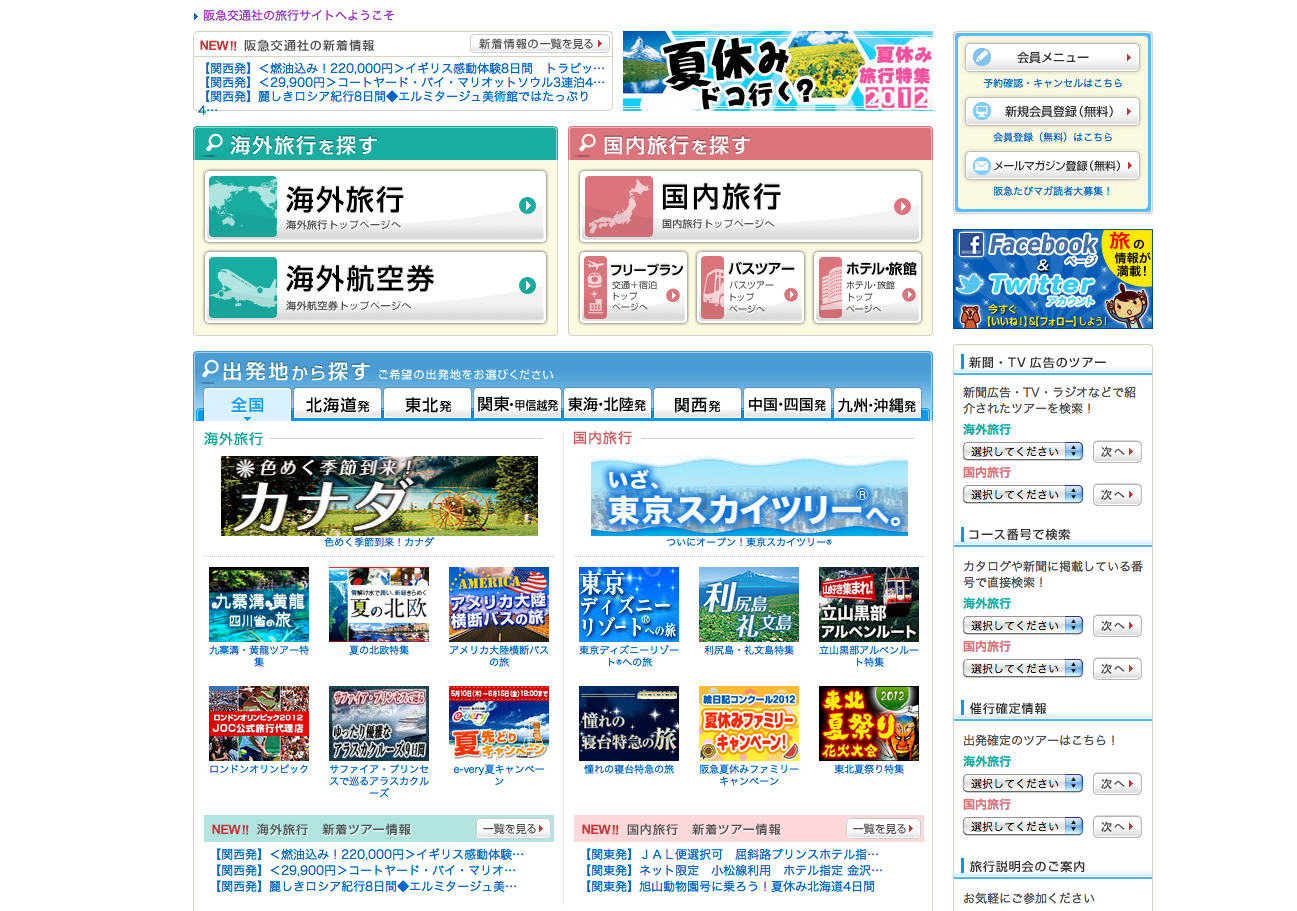 阪急交通社の旅行サイトへようこそ
NEW!! 阪急交通社の新着情報
新着情報の一覧を見る
【関西発】＜燃油込み！220,000円＞イギリス感動体験8日間　トラピッ…
【関西発】＜29,900円＞コートヤード・バイ・マリオットソウル3連泊4…
【関西発】麗しきロシア紀行8日間◆エルミタージュ美術館ではたっぷり
4…
夏休み
ドコ行く?
夏休み
旅行特集
2012
会員メニュー
予約確認・キャンセルはこちら
新規会員登録（無料）
会員登録（無料）はこちら
メールマガジン登録（無料）
阪急たびマガ読者大募集！
海外旅行を探す
海外旅行
海外旅行トップページへ
海外航空券
海外航空券トップページへ
国内旅行を探す
国内旅行
国内旅行トップページへ
フリープラン
交通＋宿泊
トップ
ページへ
バスツアー
バスツアー
トップ
ページへ
ホテル・旅館
ホテル・旅館
トップ
ページへ
Facebook
ページ
&
Twitter
アカウント
旅の
情報が
満載！
今すぐ
【いいね!】&【フォロー】しよう!
出発地から探す ご希望の出発地をお選びください
全国
北海道発
東北発
関東・甲信越発
東海・北陸発
関西発
中国・四国発
九州・沖縄発
海外旅行
色めく季節到来!
カナダ
色めく季節到来！カナダ
九寨溝・黄龍
四川省の旅
九寨溝・黄龍ツアー特
集
雪解け水で潤い、新緑きらめく
夏の北欧
夏の北欧特集
AMERICA
アメリカ大陸
横断バスの旅
アメリカ大陸横断バス
の旅
ロンドンオリンピック2012
JOC公式旅行代理店
ロンドンオリンピック
サファイア・プリンセスで巡る
ゆったり優雅な
アラスカクルーズ9日間
サファイア・プリンセ
スで巡るアラスカクル
ーズ
5月10日(木)～6月15日(金)18:00まで
e-very
夏先どり
キャンペーン
e-very夏キャンペー
ン
国内旅行
いざ、
東京スカイツリー®へ。
ついにオープン！東京スカイツリー®
東京
ディズニー
リゾート®への旅
東京ディズニーリゾー
ト®への旅
利尻島
礼文島
利尻島・礼文島特集
山好き集まれ!
立山黒部
アルペンルート
立山黒部アルペンルー
ト特集
憧れの
寝台特急の旅
憧れの寝台特急の旅
絵日記コンクール2012
夏休みファミリー
キャンペーン!
阪急夏休みファミリー
キャンペーン
東北
2012
夏祭り
花火大会
東北夏祭り特集
NEW!! 海外旅行　新着ツアー情報
一覧を見る
【関西発】＜燃油込み！220,000円＞イギリス感動体験…
【関西発】＜29,900円＞コートヤード・バイ・マリオ…
【関西発】麗しきロシア紀行8日間◆エルミタージュ美…
NEW!! 国内旅行　新着ツアー情報
一覧を見る
【関東発】ＪＡＬ便選択可　屈斜路プリンスホテル指…
【関東発】ネット限定　小松線利用　ホテル指定 金沢…
【関東発】旭山動物園号に乗ろう！夏休み北海道4日間
新聞・TV 広告のツアー
新聞広告・TV・ラジオなどで紹
介されたツアーを検索！
海外旅行
選択してください
次へ
国内旅行
選択してください
次へ
コース番号で検索
カタログや新聞に掲載している番
号で直接検索！
海外旅行
選択してください
次へ
国内旅行
選択してください
次へ
催行確定情報
出発確定のツアーはこちら！
海外旅行
選択してください
次へ
国内旅行
選択してください
次へ
旅行説明会のご案内
お気軽にご参加ください